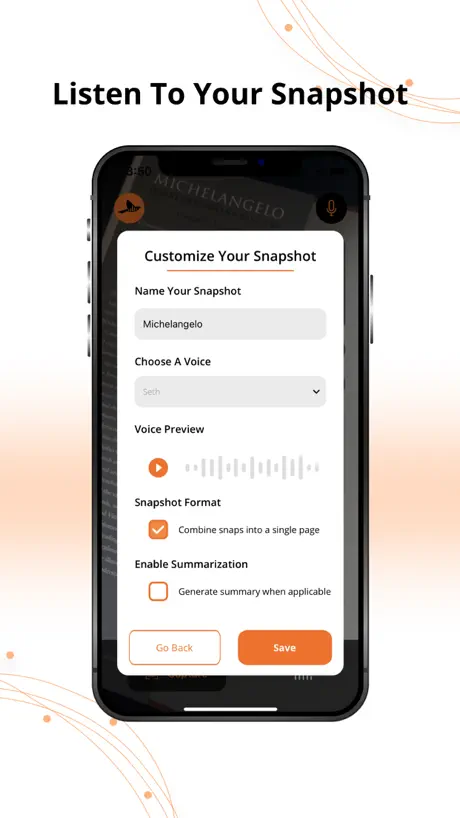 Listen To Your Snapshot
3:50
MICHELANGELO
Customize Your Snapshot
Name Your Snapshot
Michelangelo
Choose A Voice
Seth
Voice Preview
Snapshot Format
Combine snaps into a single page
Enable Summarization
Generate summary when applicable
Go Back
Save